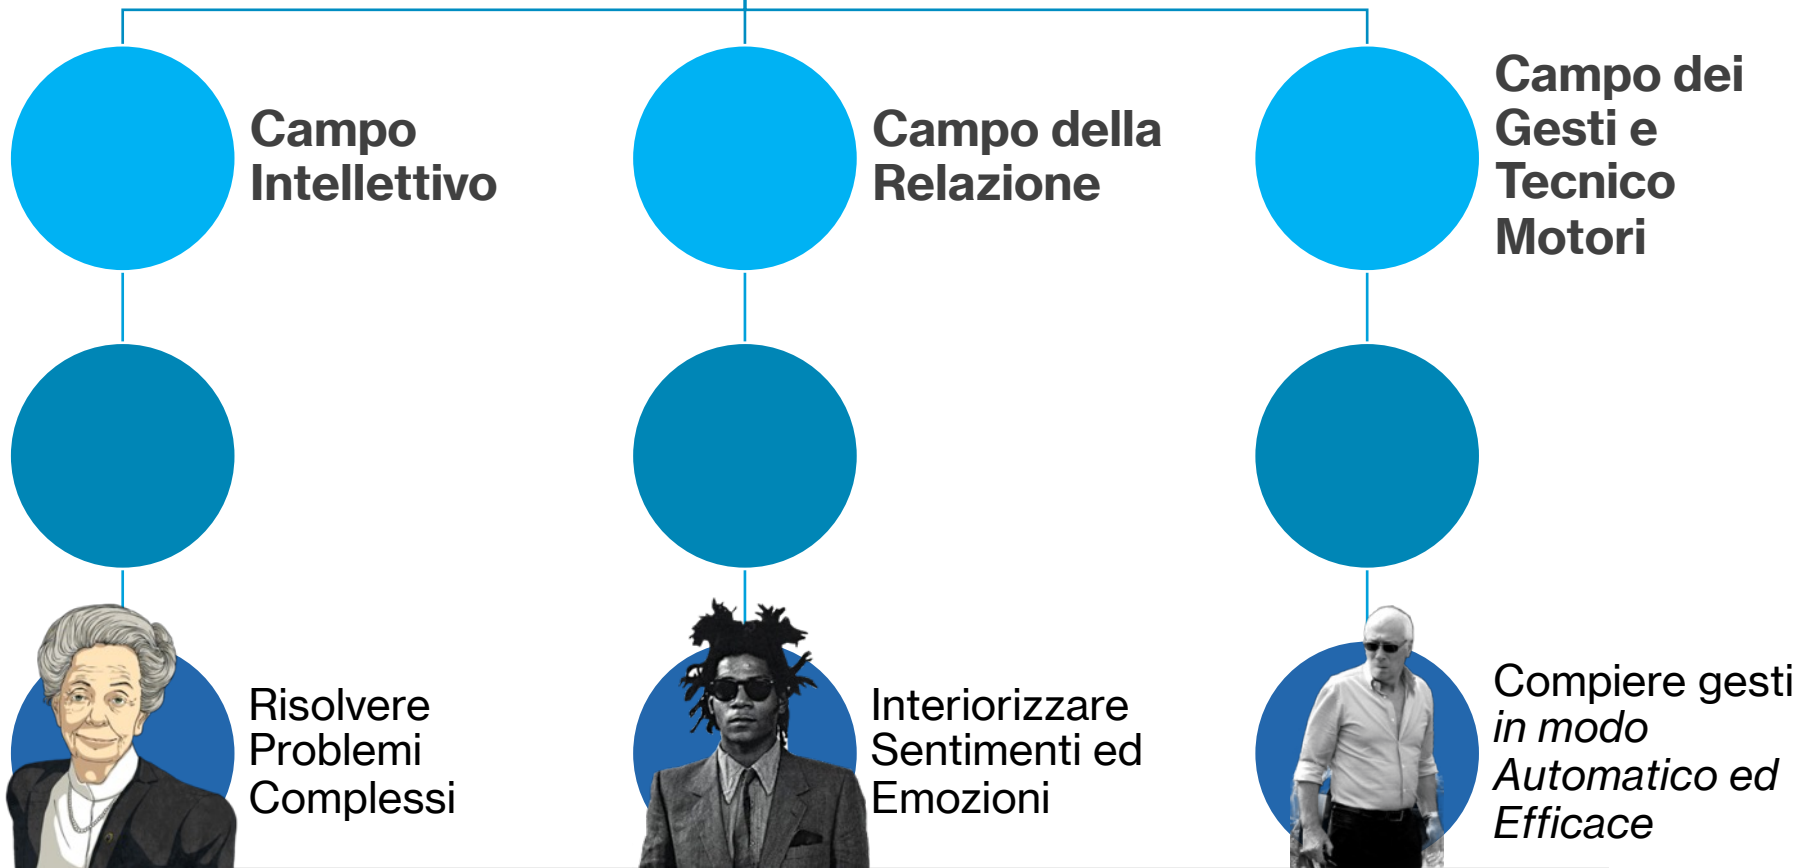 Campo
Intellettivo
Campo della
Relazione
Campo dei
Gesti e
Tecnico
Motori
Risolvere
Problemi
Complessi
Interiorizzare
Sentimenti ed
Emozioni
Compiere gesti
in modo
Automatico ed
Efficace